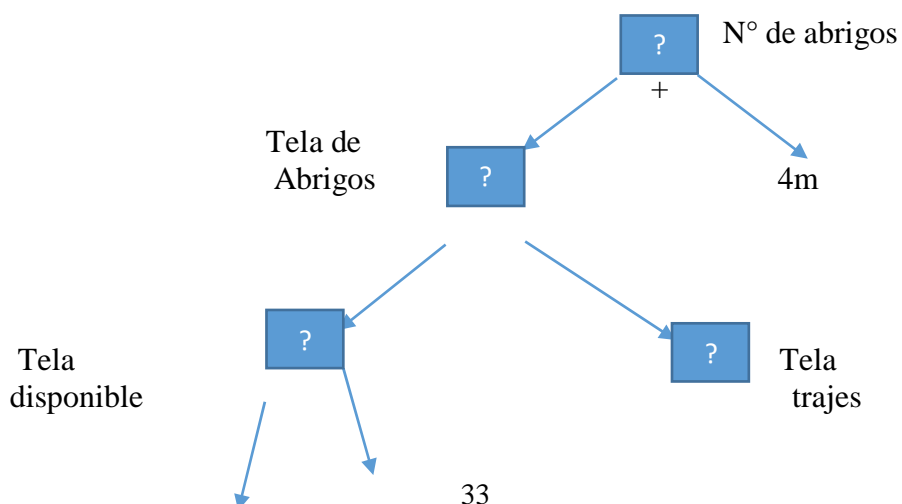 ?
N° de abrigos
+
Tela de
Abrigos
?
4m
?
?
Tela
disponible
Tela
trajes
33